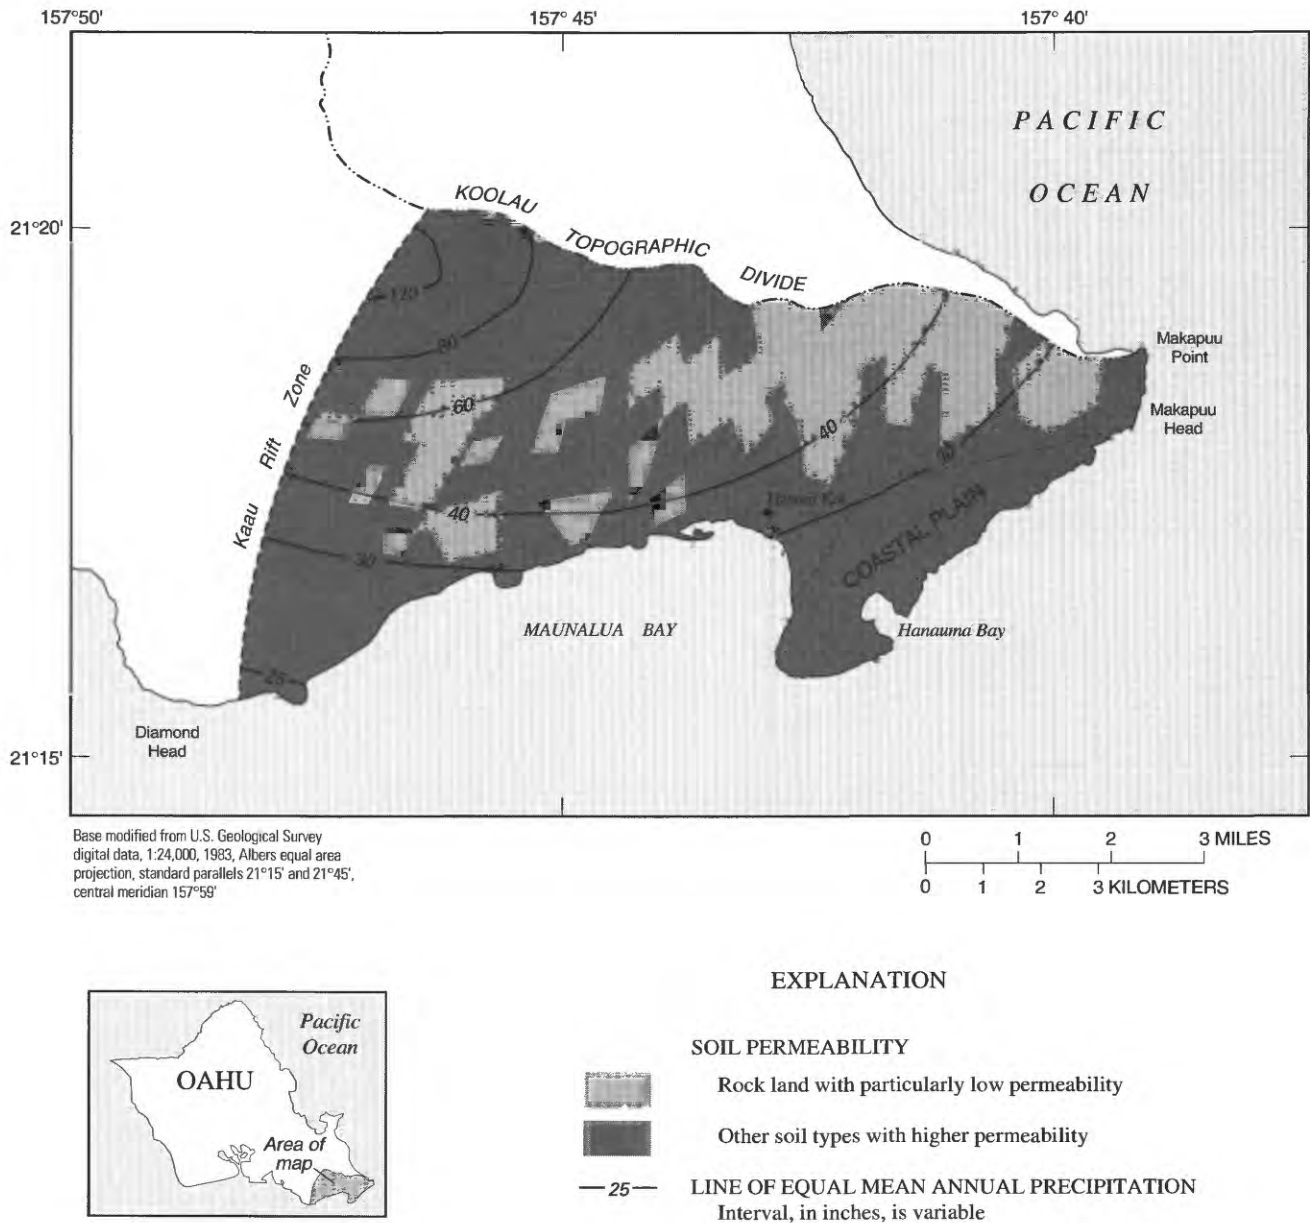 157°50'
157°45'
157°40'
PACIFIC
OCEAN
KOOLAU
TOPOGRAPHIC
DIVIDE
21°20'
120
80
60
40
40
30
30
25
Kaau Rift Zone
Makapuu
Point
Makapuu
Head
COASTAL PLAIN
MAUNALUA BAY
Hanauma Bay
Diamond
Head
21°15'
Base modified from U.S. Geological Survey
digital data, 1:24,000, 1983, Albers equal area
projection, standard parallels 21°15' and 21°45',
central meridian 157°59'
0 1 2 3 MILES
0 1 2 3 KILOMETERS
Pacific
Ocean
OAHU
Area of
map
EXPLANATION
SOIL PERMEABILITY
Rock land with particularly low permeability
Other soil types with higher permeability
25 LINE OF EQUAL MEAN ANNUAL PRECIPITATION
Interval, in inches, is variable